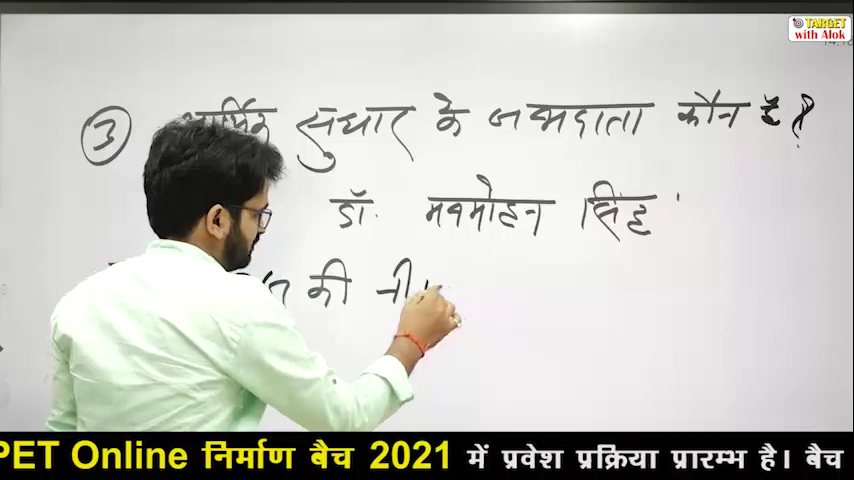 TARGET
with Alok
③ आर्थिक सुधार के जन्मदाता कौन है?
डॉ. मनमोहन सिंह
की नी
PET Online निर्माण बैच 2021 में प्रवेश प्रक्रिया प्रारम्भ है। बैच